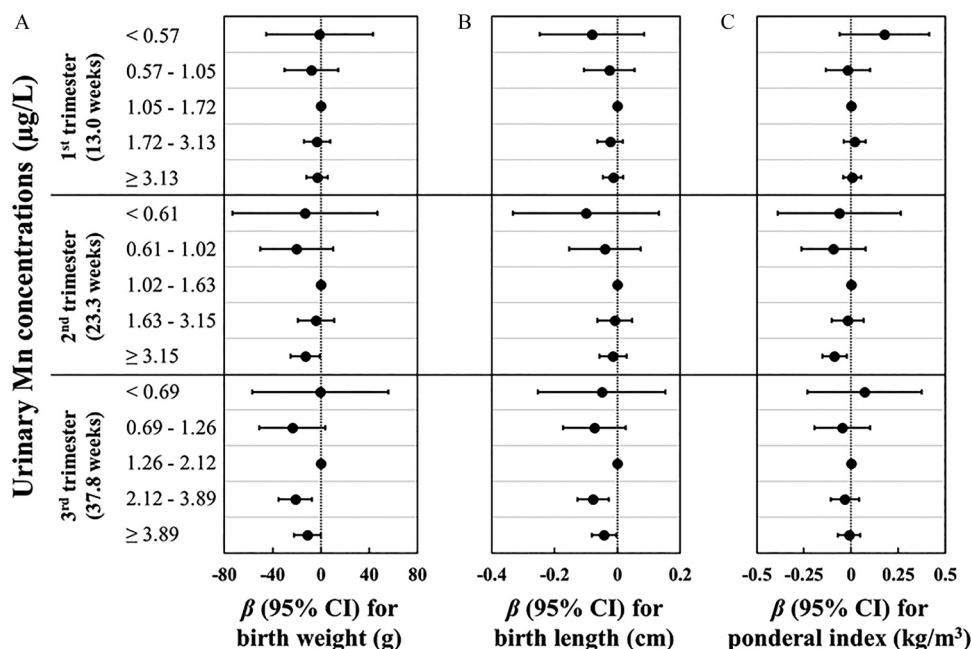 A
B
C
Urinary Mn concentrations (μg/L)
1st trimester
(13.0 weeks)
< 0.57
0.57 - 1.05
1.05 - 1.72
1.72 - 3.13
≥ 3.13
2nd trimester
(23.3 weeks)
< 0.61
0.61 - 1.02
1.02 - 1.63
1.63 - 3.15
≥ 3.15
3rd trimester
(37.8 weeks)
< 0.69
0.69 - 1.26
1.26 - 2.12
2.12 - 3.89
≥ 3.89
-80 -40 0 40 80
β (95% CI) for
birth weight (g)
-0.4 -0.2 0 0.2
β (95% CI) for
birth length (cm)
-0.5 -0.25 0 0.25 0.5
β (95% CI) for
ponderal index (kg/m³)